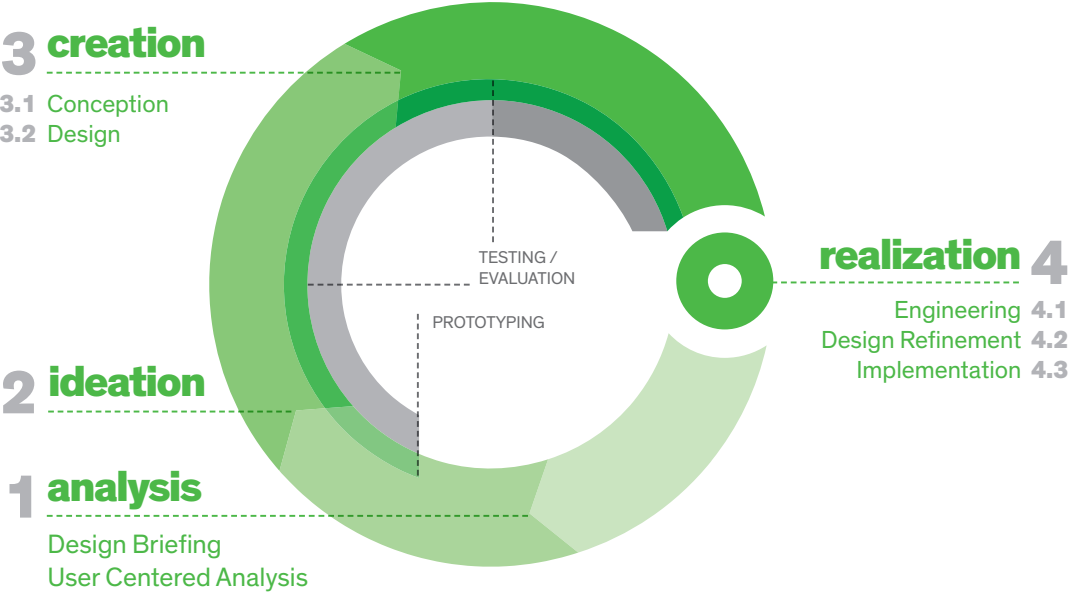 3 creation
3.1 Conception
3.2 Design
TESTING /
EVALUATION
PROTOTYPING
realization 4
Engineering 4.1
Design Refinement 4.2
Implementation 4.3
2 ideation
1 analysis
Design Briefing
User Centered Analysis